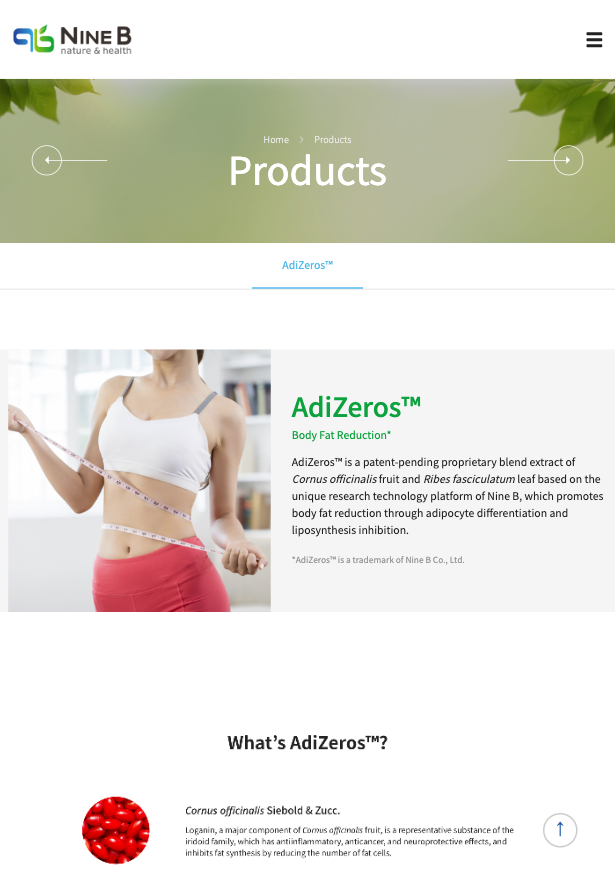 NINE B
nature & health
Home > Products
Products
AdiZeros™
AdiZeros™
Body Fat Reduction*
AdiZeros™ is a patent-pending proprietary blend extract of
Cornus officinalis fruit and Ribes fasciculatum leaf based on the
unique research technology platform of Nine B, which promotes
body fat reduction through adipocyte differentiation and
liposynthesis inhibition.
*AdiZeros™ is a trademark of Nine B Co., Ltd.
What’s AdiZeros™?
Cornus officinalis Siebold & Zucc.
Loganin, a major component of Cornus officinalis fruit, is a representative substance of the
iridoid family, which has antiinflammatory, anticancer, and neuroprotective effects, and
inhibits fat synthesis by reducing the number of fat cells.